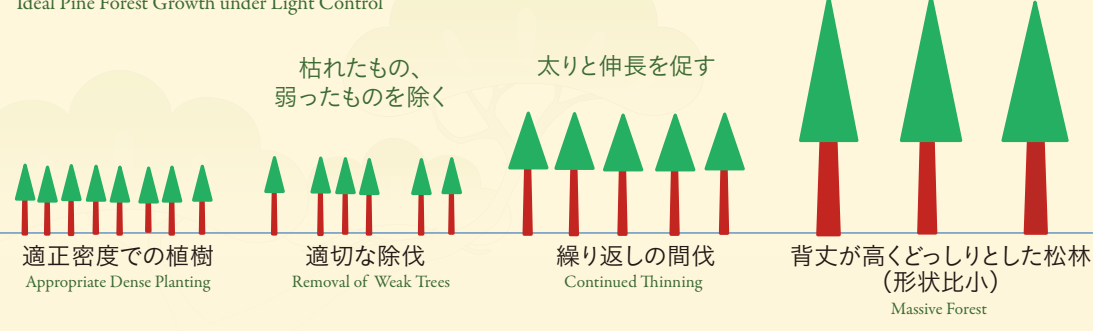 Ideal Pine Forest Growth under Light Control
枯れたもの、
弱ったものを除く
太りと伸長を促す
適正密度での植樹
Appropriate Dense Planting
適切な除伐
Removal of Weak Trees
繰り返しの間伐
Continued Thinning
背丈が高くどっしりとした松林
（形状比小）
Massive Forest